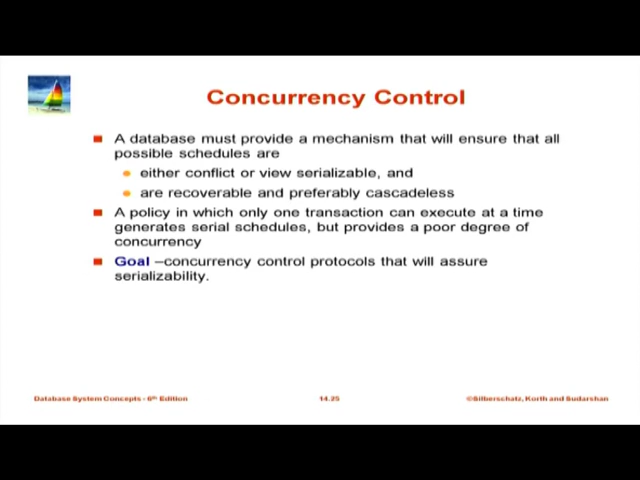 Concurrency Control
A database must provide a mechanism that will ensure that all
possible schedules are
either conflict or view serializable, and
are recoverable and preferably cascadeless
A policy in which only one transaction can execute at a time
generates serial schedules, but provides a poor degree of
concurrency
Goal –concurrency control protocols that will assure
serializability.
Database System Concepts - 6th Edition
14.25
©Silberschatz, Korth and Sudarshan